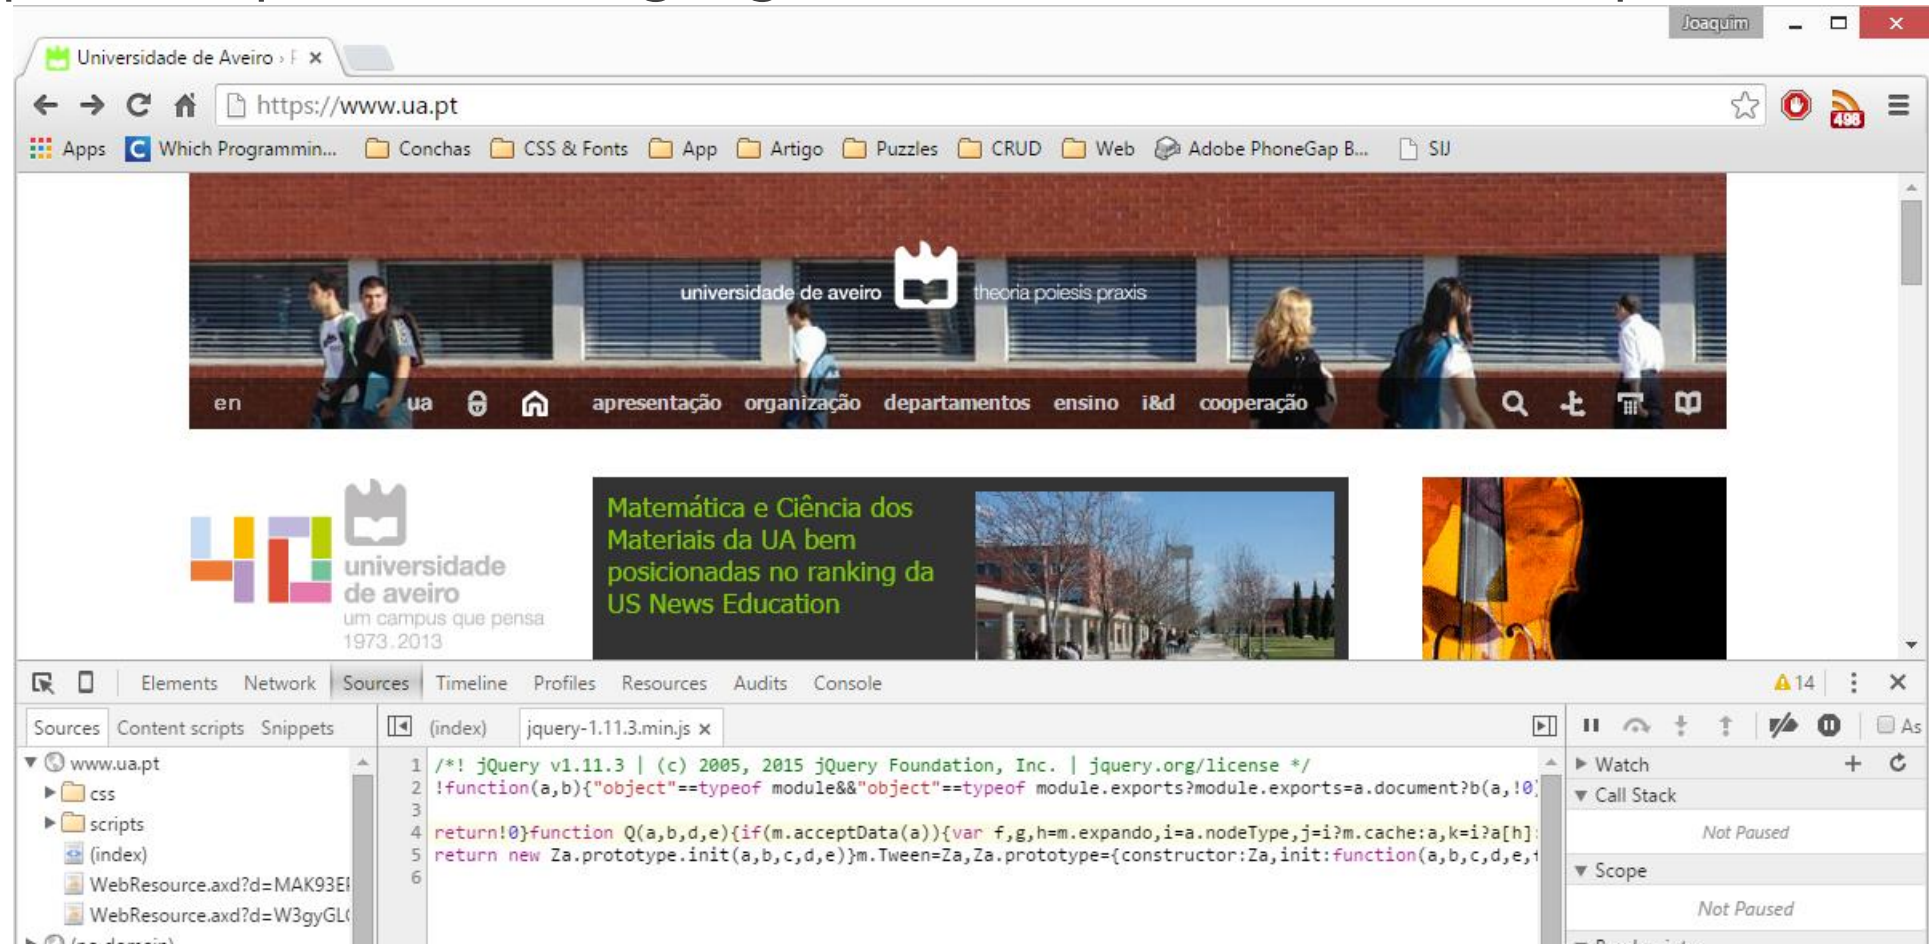 Joaquim
Universidade de Aveiro ›
https://www.ua.pt
498
Apps Which Programmin... Conchas CSS & Fonts App Artigo Puzzles CRUD Web Adobe PhoneGap B... SIJ
universidade de aveiro theoria poiesis praxis
en ua apresentação organização departamentos ensino i&d cooperação
Matemática e Ciência dos
Materiais da UA bem
posicionadas no ranking da
US News Education
40
universidade
de aveiro
um campus que pensa
1973.2013
Elements Network Sources Timeline Profiles Resources Audits Console 14
Sources Content scripts Snippets (index) jquery-1.11.3.min.js As
www.ua.pt
css
scripts
(index)
WebResource.axd?d=MAK93E
WebResource.axd?d=W3gyGL
1 /*! jQuery v1.11.3 | (c) 2005, 2015 jQuery Foundation, Inc. | jquery.org/license */
2 !function(a,b){"object"==typeof module&&"object"==typeof module.exports?module.exports=a.document?b(a,!0
3
4 return!0}function Q(a,b,d,e){if(m.acceptData(a)){var f,g,h=m.expando,i=a.nodeType,j=i?m.cache:a,k=i?a[h]:
5 return new Za.prototype.init(a,b,c,d,e)}m.Tween=Za,Za.prototype={constructor:Za,init:function(a,b,c,d,e,
6
Watch
Call Stack
Not Paused
Scope
Not Paused